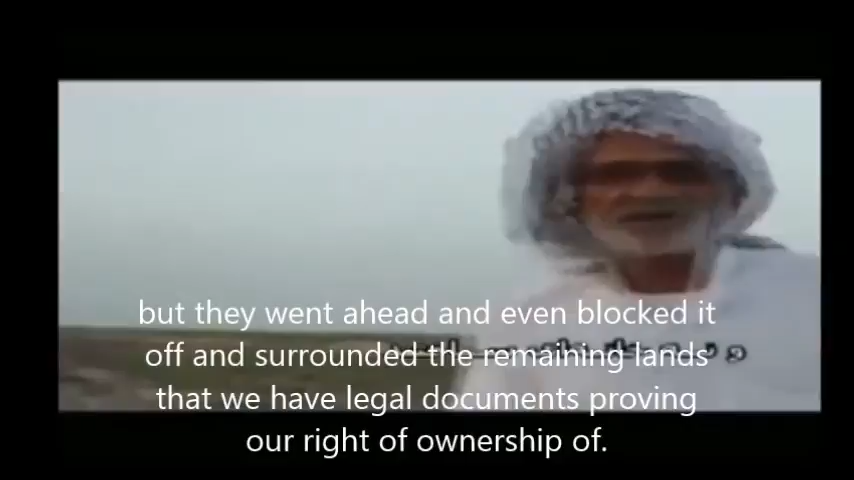 but they went ahead and even blocked it
off and surrounded the remaining lands
that we have legal documents proving
our right of ownership of.